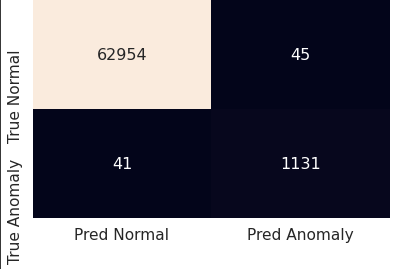 True Normal
62954 45
True Anomaly
41 1131
Pred Normal Pred Anomaly